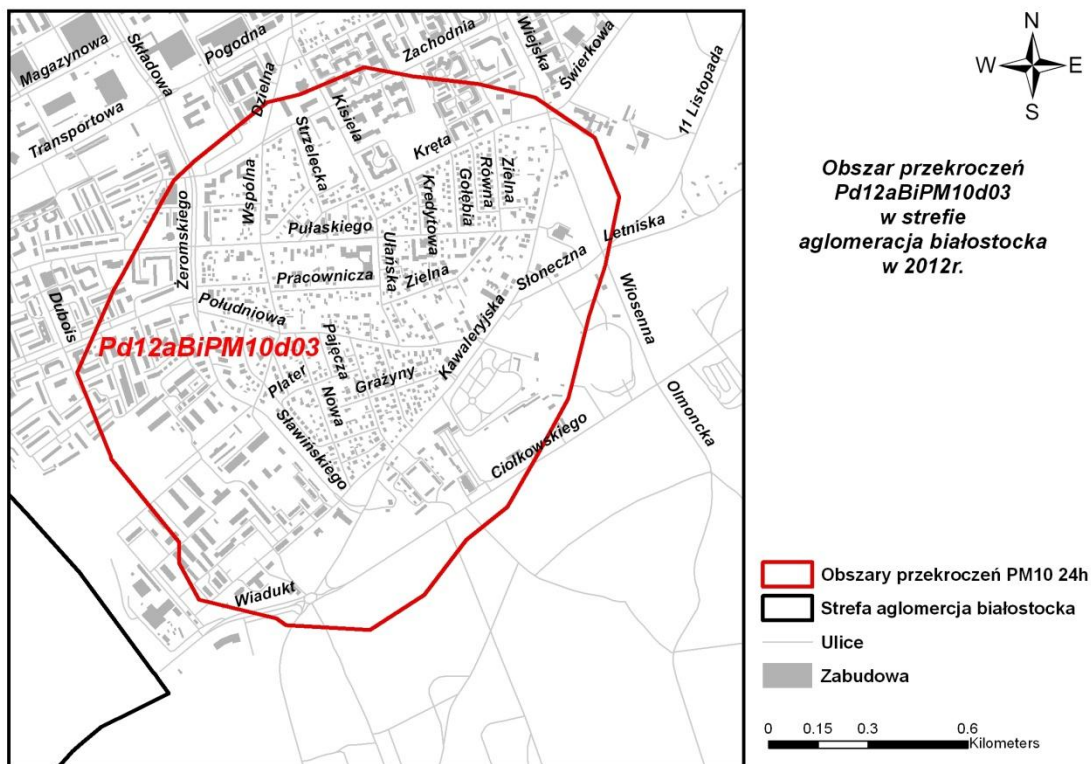 Magazynowa
Składowa
Pogodna
Zachodnia
Wiejska
Świerkowa
11 Listopada
Transportowa
Dzielna
Kisiela
Strzelecka
Kręta
Wspólna
Kredytowa
Gołębia
Równa
Zielna
Żeromskiego
Pułaskiego
Ułańska
Letniska
Pracownicza
Zielna
Słoneczna
Dubois
Południowa
Kawaleryjska
Wiosenna
Pd12aBiPM10d03
Pajęcza
Plater
Grażyny
Nowa
Olmoncka
Sławińskiego
Ciołkowskiego
Wiadukt
N
W E
S
Obszar przekroczeń
Pd12aBiPM10d03
w strefie
aglomeracja białostocka
w 2012r.
Obszary przekroczeń PM10 24h
Strefa aglomercja białostocka
Ulice
Zabudowa
0 0.15 0.3 0.6
Kilometers